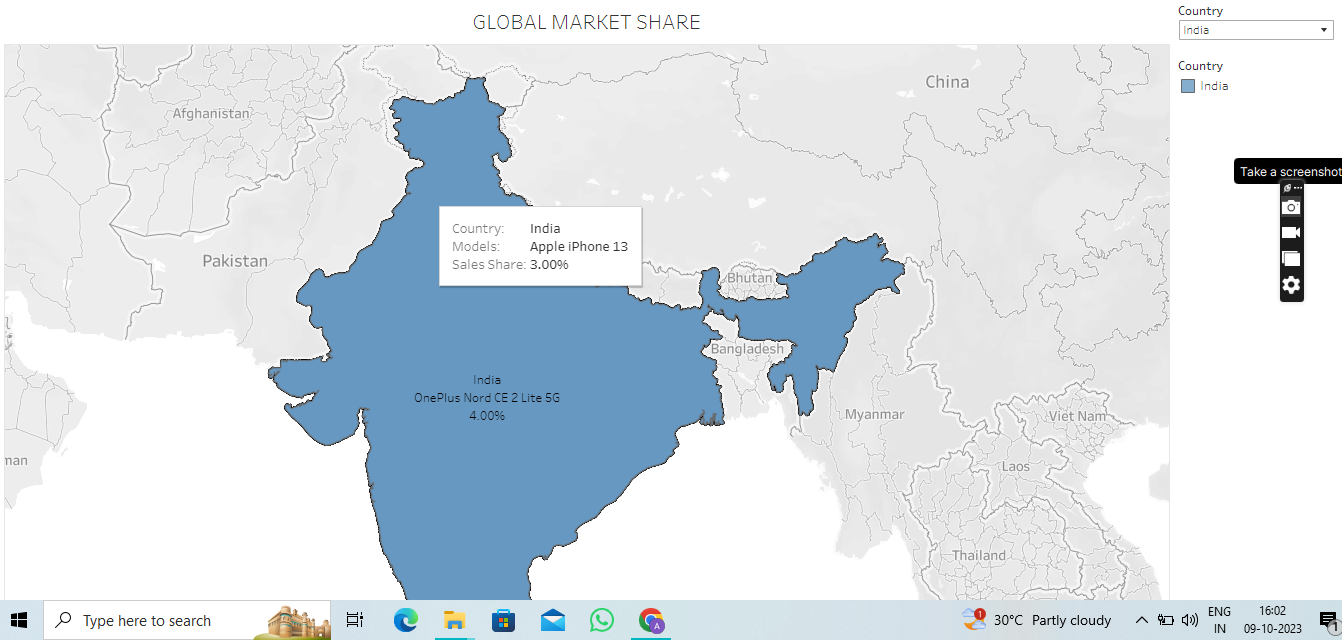 GLOBAL MARKET SHARE
Country
India
Country
India
Take a screenshot
China
Afghanistan
Pakistan
Country: India
Models: Apple iPhone 13
Sales Share: 3.00%
Bhutan
Bangladesh
India
OnePlus Nord CE 2 Lite 5G
4.00%
Myanmar
Viet Nam
Laos
man
Thailand
Type here to search
A
1
30°C Partly cloudy
ENG
IN
16:02
09-10-2023
1